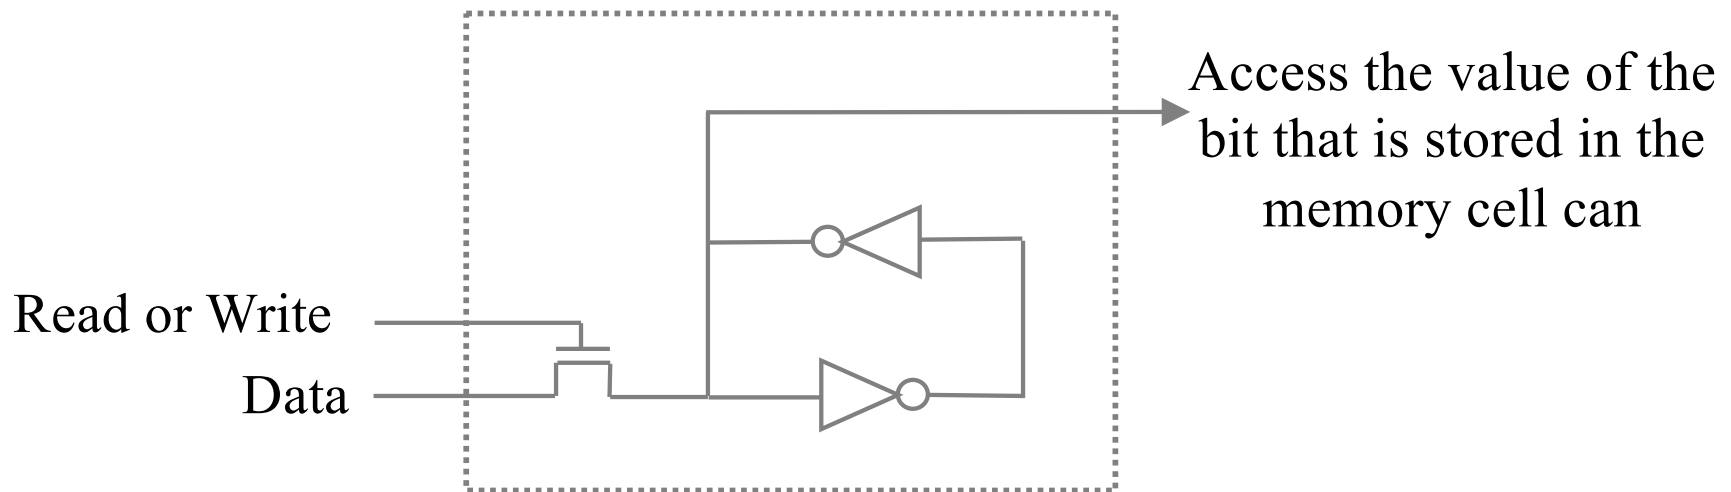 Access the value of the
bit that is stored in the
memory cell can
Read or Write
Data